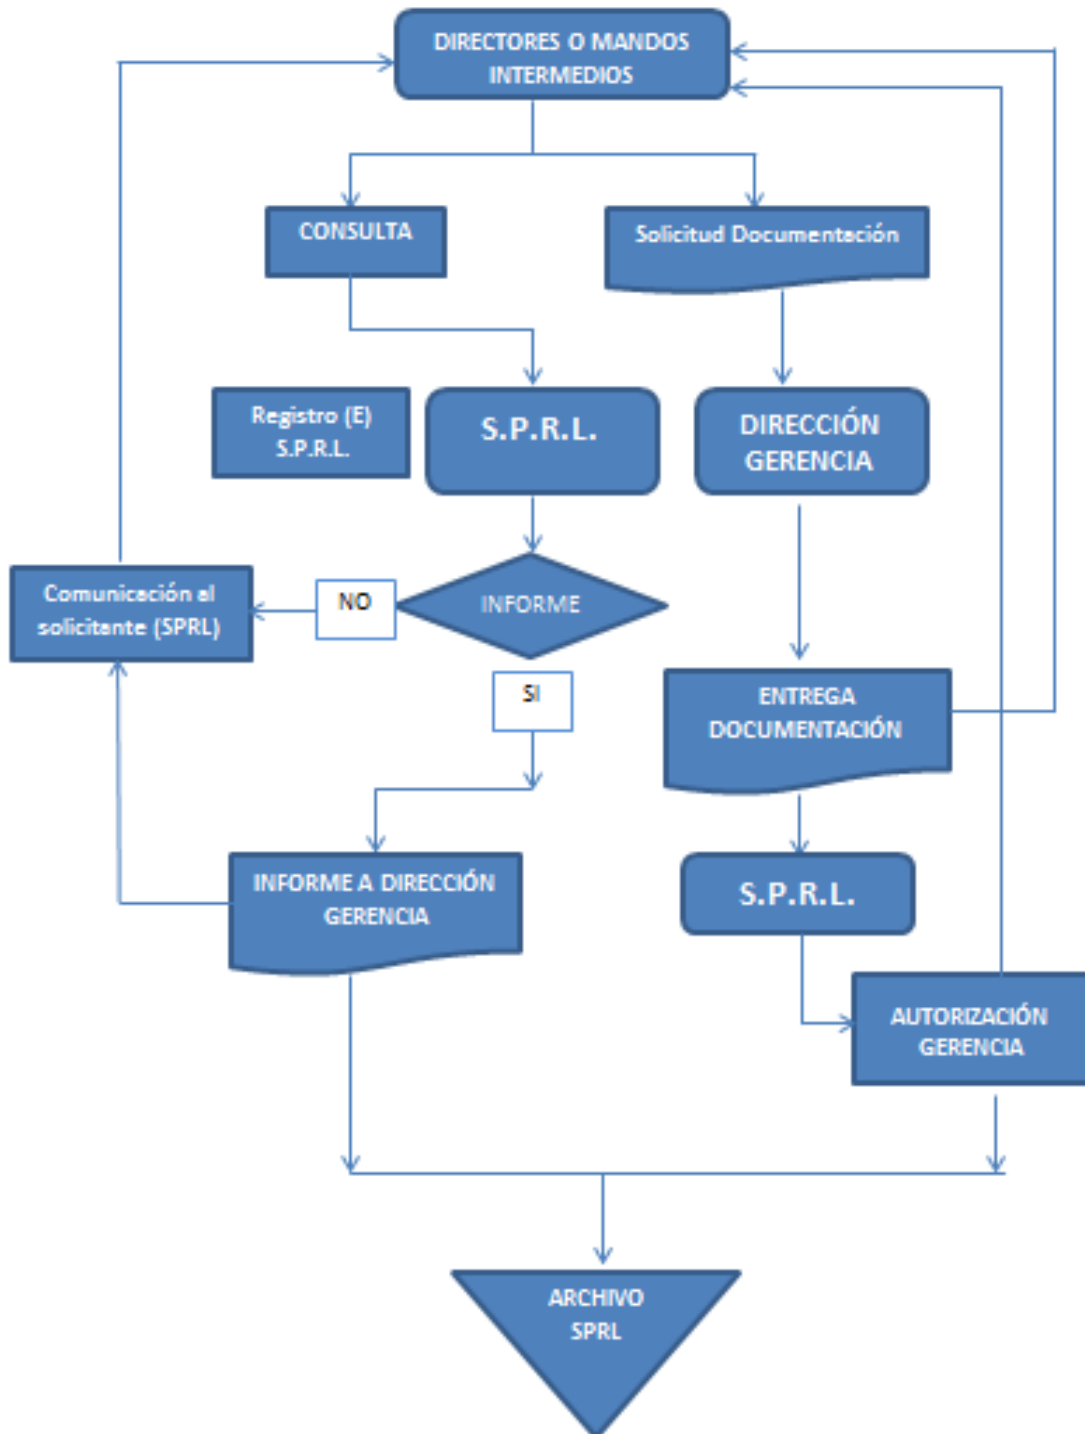 DIRECTORES O MANDOS
INTERMEDIOS
CONSULTA
Solicitud Documentación
Registro (E)
S.P.R.L.
S.P.R.L.
DIRECCIÓN
GERENCIA
Comunicación al
solicitante (SPRL)
NO
INFORME
SI
ENTREGA
DOCUMENTACIÓN
INFORME A DIRECCIÓN
GERENCIA
S.P.R.L.
AUTORIZACIÓN
GERENCIA
ARCHIVO
SPRL